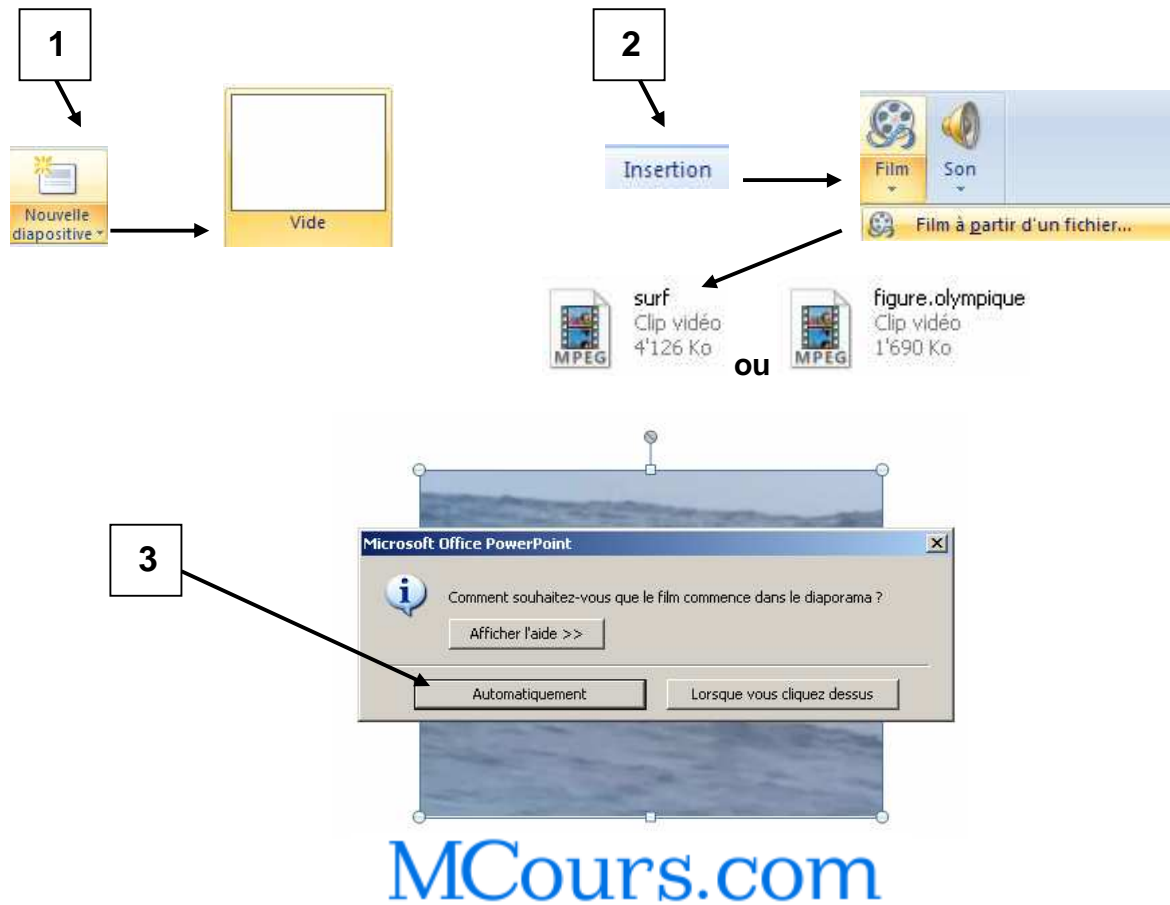 1
Nouvelle
diapositive
Vide
2
Insertion
Film
Son
Film à partir d'un fichier...
surf
Clip vidéo
4'126 Ko
MPEG
ou
figure.olympique
Clip vidéo
1'690 Ko
MPEG
3
Microsoft Office PowerPoint
Comment souhaitez-vous que le film commence dans le diaporama ?
Afficher l'aide >>
Automatiquement
Lorsque vous cliquez dessus
MCours.com